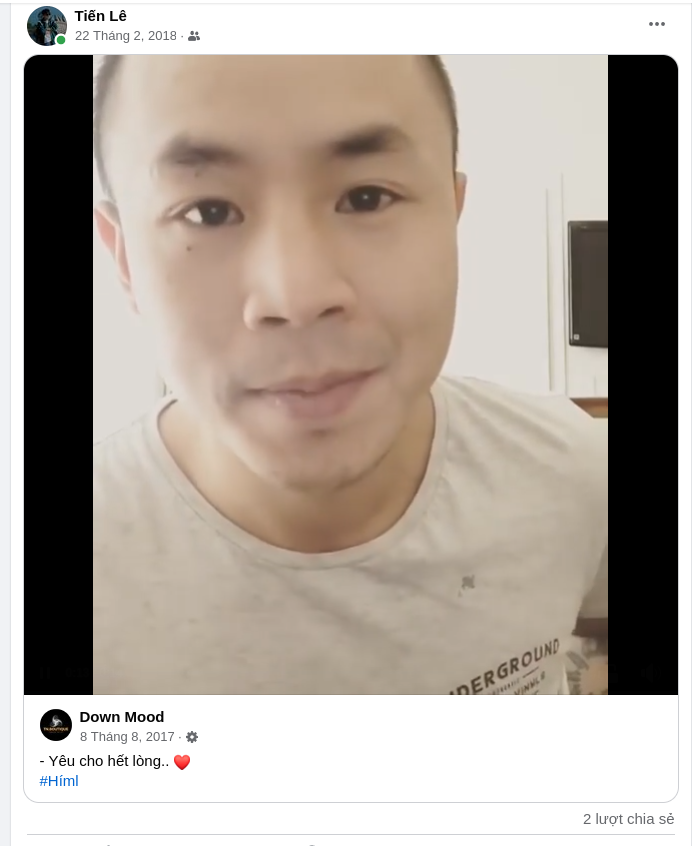 Tiến Lê
22 Tháng 2, 2018 ·
DERGROUND
Down Mood
8 Tháng 8, 2017 ·
- Yêu cho hết lòng.. ❤️
#Híml
2 lượt chia sẻ